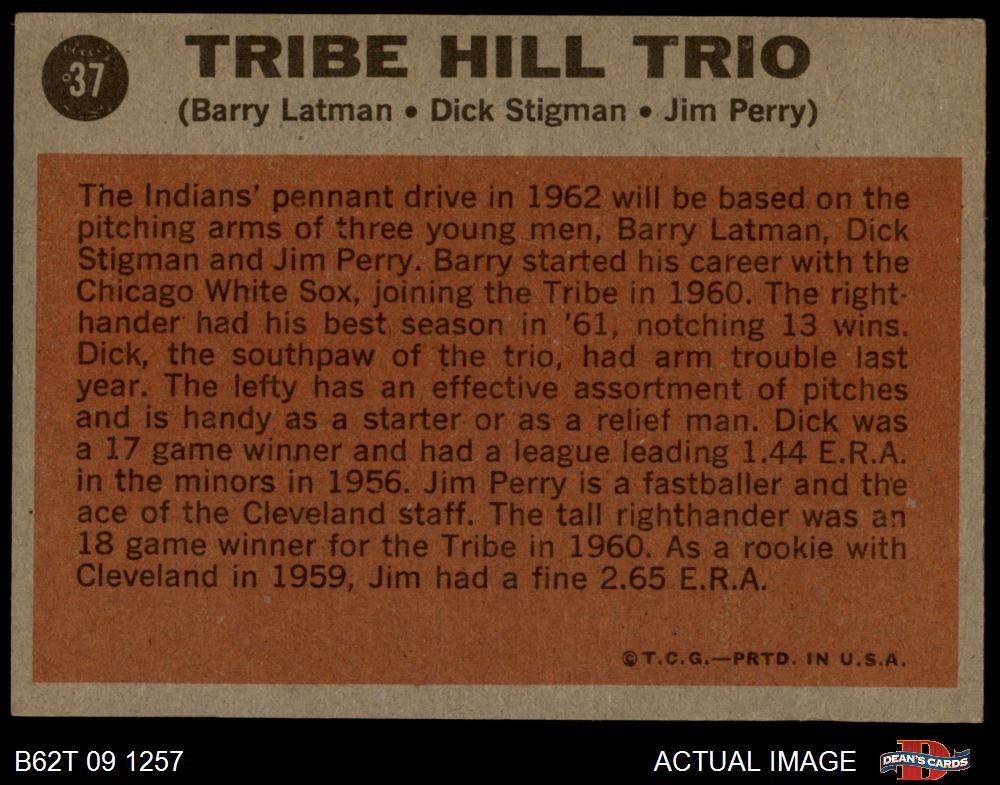 37
TRIBE HILL TRIO
(Barry Latman • Dick Stigman • Jim Perry)
The Indians' pennant drive in 1962 will be based on the
pitching arms of three young men, Barry Latman, Dick
Stigman and Jim Perry. Barry started his career with the
Chicago White Sox, joining the Tribe in 1960. The right-
hander had his best season in '61, notching 13 wins.
Dick, the southpaw of the trio, had arm trouble last
year. The lefty has an effective assortment of pitches
and is handy as a starter or as a relief man. Dick was
a 17 game winner and had a league leading 1.44 E.R.A.
in the minors in 1956. Jim Perry is a fastballer and the
ace of the Cleveland staff. The tall righthander was an
18 game winner for the Tribe in 1960. As a rookie with
Cleveland in 1959, Jim had a fine 2.65 E.R.A.
©T.C.G.—PRTD. IN U.S.A.
B62T 09 1257
ACTUAL IMAGE
D
DEAN'S CARDS